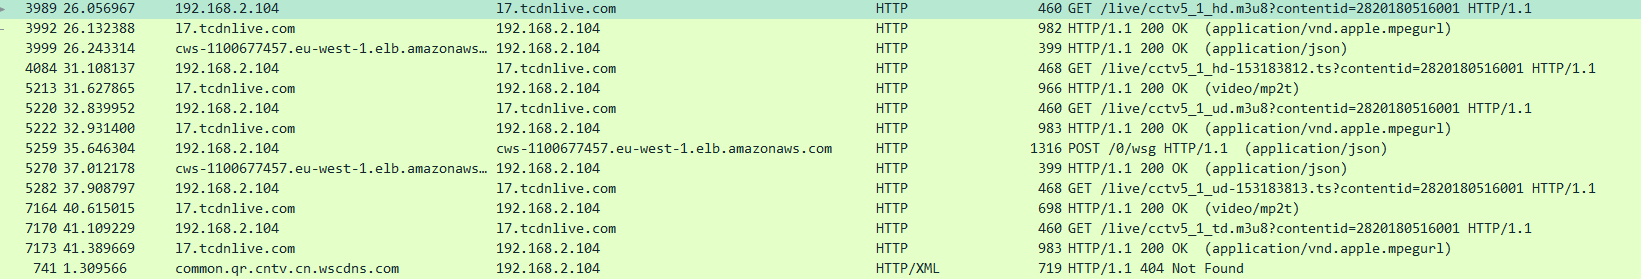 3989 26.056967 192.168.2.104 l7.tcdnlive.com HTTP 460 GET /live/cctv5_1_hd.m3u8?contentid=2820180516001 HTTP/1.1
3992 26.132388 l7.tcdnlive.com 192.168.2.104 HTTP 982 HTTP/1.1 200 OK (application/vnd.apple.mpegurl)
3999 26.243314 cws-1100677457.eu-west-1.elb.amazonaws… 192.168.2.104 HTTP 399 HTTP/1.1 200 OK (application/json)
4084 31.108137 192.168.2.104 l7.tcdnlive.com HTTP 468 GET /live/cctv5_1_hd-153183812.ts?contentid=2820180516001 HTTP/1.1
5213 31.627865 l7.tcdnlive.com 192.168.2.104 HTTP 966 HTTP/1.1 200 OK (video/mp2t)
5220 32.839952 192.168.2.104 l7.tcdnlive.com HTTP 460 GET /live/cctv5_1_ud.m3u8?contentid=2820180516001 HTTP/1.1
5222 32.931400 l7.tcdnlive.com 192.168.2.104 HTTP 983 HTTP/1.1 200 OK (application/vnd.apple.mpegurl)
5259 35.646304 192.168.2.104 cws-1100677457.eu-west-1.elb.amazonaws.com HTTP 1316 POST /0/wsg HTTP/1.1 (application/json)
5270 37.012178 cws-1100677457.eu-west-1.elb.amazonaws… 192.168.2.104 HTTP 399 HTTP/1.1 200 OK (application/json)
5282 37.908797 192.168.2.104 l7.tcdnlive.com HTTP 468 GET /live/cctv5_1_ud-153183813.ts?contentid=2820180516001 HTTP/1.1
7164 40.615015 l7.tcdnlive.com 192.168.2.104 HTTP 698 HTTP/1.1 200 OK (video/mp2t)
7170 41.109229 192.168.2.104 l7.tcdnlive.com HTTP 460 GET /live/cctv5_1_td.m3u8?contentid=2820180516001 HTTP/1.1
7173 41.389669 l7.tcdnlive.com 192.168.2.104 HTTP 983 HTTP/1.1 200 OK (application/vnd.apple.mpegurl)
741 1.309566 common.qr.cntv.cn.wscdns.com 192.168.2.104 HTTP/XML 719 HTTP/1.1 404 Not Found